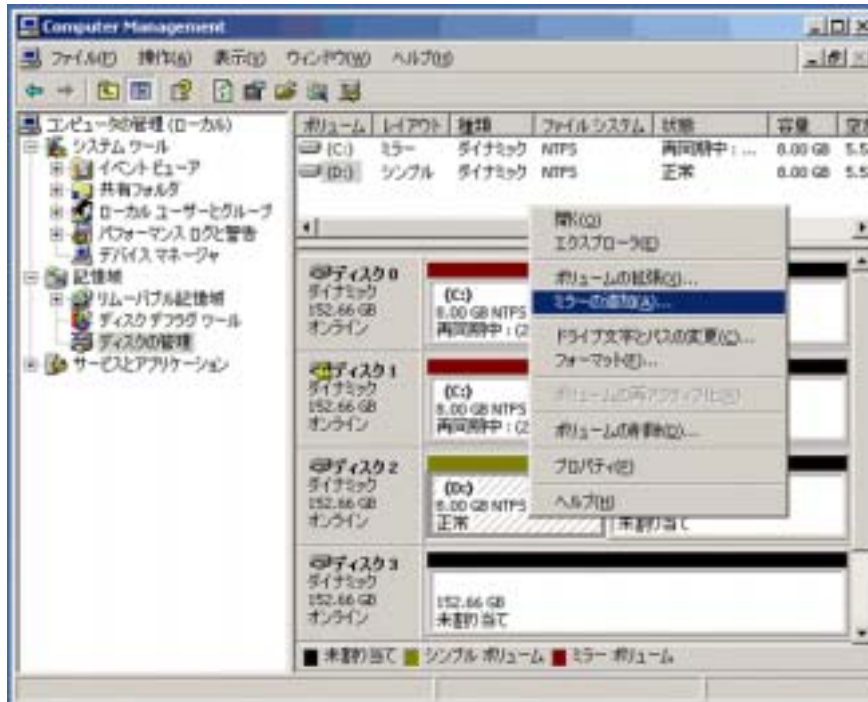 Computer Management
ファイル(F) 操作(A) 表示(V) ウィンドウ(W) ヘルプ(H)
コンピュータの管理 (ローカル)
システム ツール
イベント ビューア
共有フォルダ
ローカル ユーザーとグループ
パフォーマンス ログと警告
デバイス マネージャ
記憶域
リムーバブル記憶域
ディスク デフラグ ツール
ディスクの管理
サービスとアプリケーション
ボリューム レイアウト 種類 ファイル システム 状態 容量
(C:) ミラー ダイナミック NTFS 再同期中 : ... 8.00 GB
(D:) シンプル ダイナミック NTFS 正常 8.00 GB
開く(O)
エクスプローラ(E)
ボリュームの拡張(X)...
ミラーの追加(A)...
ドライブ文字とパスの変更(C)...
フォーマット(F)...
ボリュームの再アクティブ化(R)
ボリュームの削除(D)...
プロパティ(P)
ヘルプ(H)
ディスク 0
ダイナミック
152.66 GB
オンライン
(C:)
8.00 GB NTFS
再同期中 : (2
ディスク 1
ダイナミック
152.66 GB
オンライン
(C:)
8.00 GB NTFS
再同期中 : (2
ディスク 2
ダイナミック
152.66 GB
オンライン
(D:)
8.00 GB NTFS
正常
未割り当て
ディスク 3
ダイナミック
152.66 GB
オンライン
152.66 GB
未割り当て
未割り当て シンプル ボリューム ミラー ボリューム